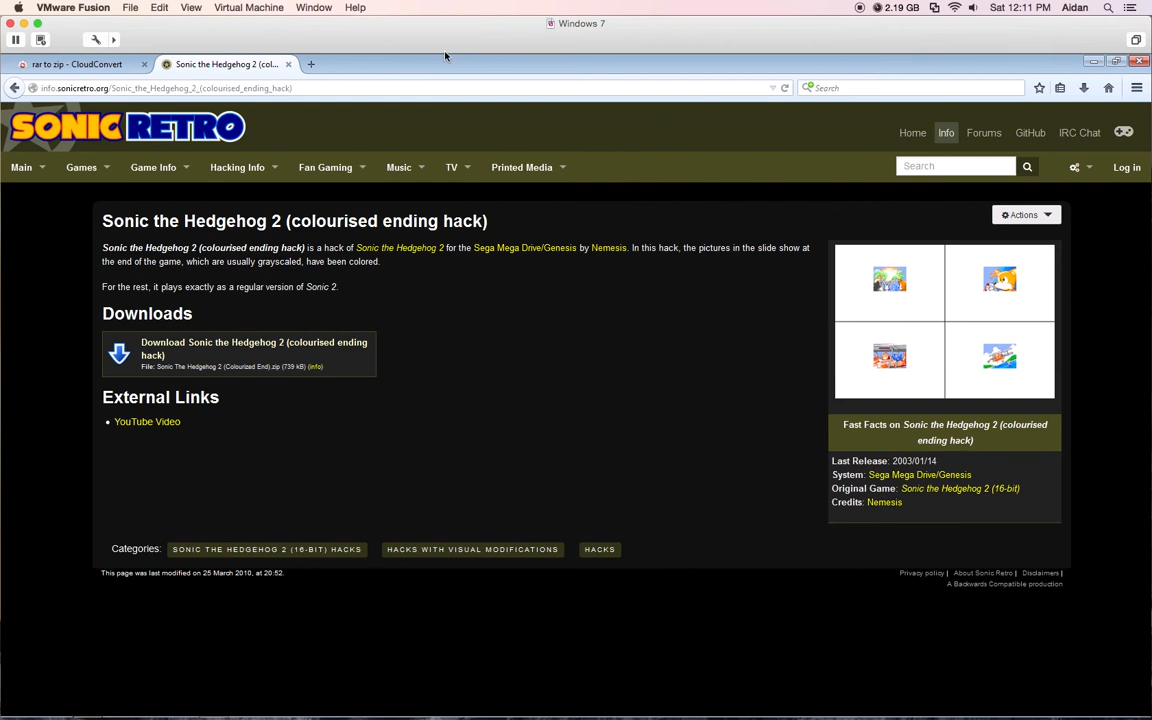 VMware Fusion File Edit View Virtual Machine Window Help 2.19 GB Sat 12:11 PM Aidan
Windows 7
rar to zip - CloudConvert Sonic the Hedgehog 2 (col...
info.sonicretro.org/Sonic_the_Hedgehog_2_(colourised_ending_hack) Search
SONIC RETRO
Home Info Forums GitHub IRC Chat
Main Games Game Info Hacking Info Fan Gaming Music TV Printed Media Search Log in
Sonic the Hedgehog 2 (colourised ending hack)
Actions
Sonic the Hedgehog 2 (colourised ending hack) is a hack of Sonic the Hedgehog 2 for the Sega Mega Drive/Genesis by Nemesis. In this hack, the pictures in the slide show at
the end of the game, which are usually grayscaled, have been colored.
For the rest, it plays exactly as a regular version of Sonic 2.
Downloads
Download Sonic the Hedgehog 2 (colourised ending
hack)
File: Sonic The Hedgehog 2 (Colourized End).zip (739 kB) (info)
External Links
YouTube Video
Fast Facts on Sonic the Hedgehog 2 (colourised
ending hack)
Last Release: 2003/01/14
System: Sega Mega Drive/Genesis
Original Game: Sonic the Hedgehog 2 (16-bit)
Credits: Nemesis
Categories: SONIC THE HEDGEHOG 2 (16-BIT) HACKS HACKS WITH VISUAL MODIFICATIONS HACKS
This page was last modified on 25 March 2010, at 20:52.
Privacy policy | About Sonic Retro | Disclaimers |
A Backwards Compatible production